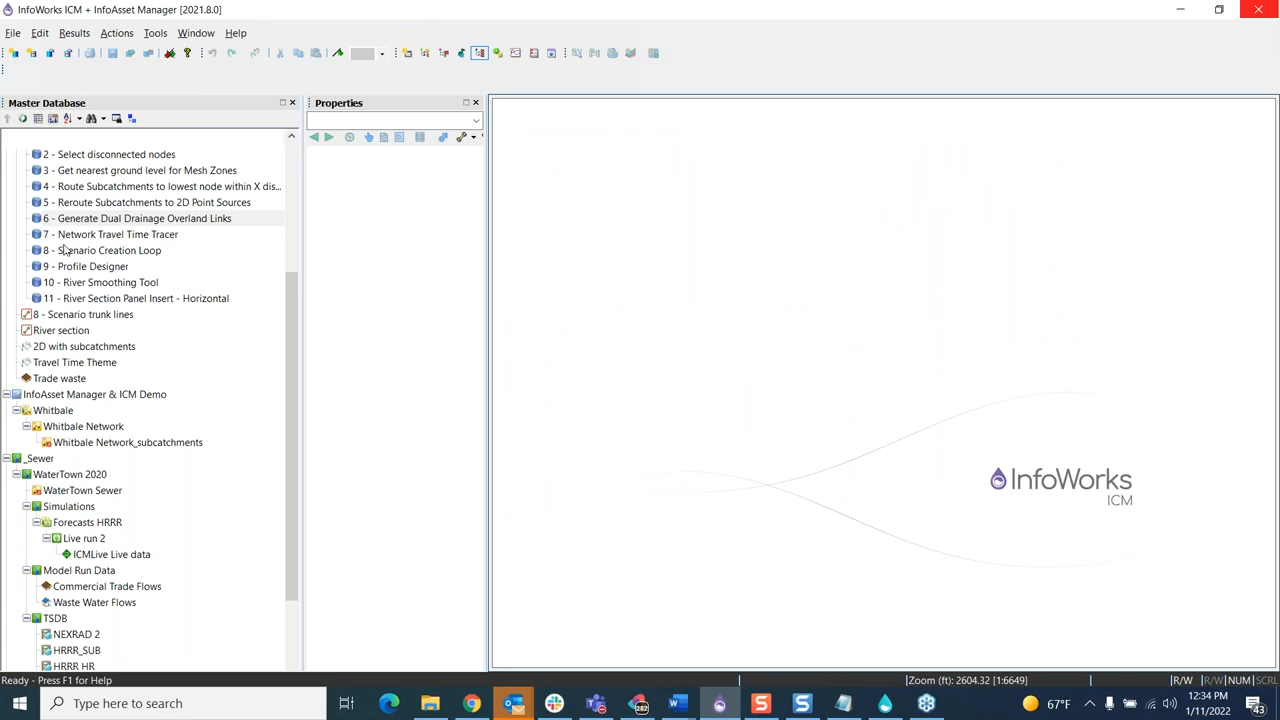 InfoWorks ICM + InfoAsset Manager [2021.8.0]
File Edit Results Actions Tools Window Help
Master Database
Properties
2 - Select disconnected nodes
3 - Get nearest ground level for Mesh Zones
4 - Route Subcatchments to lowest node within X dis...
5 - Reroute Subcatchments to 2D Point Sources
6 - Generate Dual Drainage Overland Links
7 - Network Travel Time Tracer
8 - Scenario Creation Loop
9 - Profile Designer
10 - River Smoothing Tool
11 - River Section Panel Insert - Horizontal
8 - Scenario trunk lines
River section
2D with subcatchments
Travel Time Theme
Trade waste
InfoAsset Manager & ICM Demo
Whitbale
Whitbale Network
Whitbale Network_subcatchments
_Sewer
WaterTown 2020
WaterTown Sewer
Simulations
Forecasts HRRR
Live run 2
ICMLive Live data
Model Run Data
Commercial Trade Flows
Waste Water Flows
TSDB
NEXRAD 2
HRRR_SUB
HRRR HR
InfoWorks
ICM
Ready - Press F1 for Help
Zoom (ft): 2604.32 [1:6649]
R/W R/W NUM SCRL
Type here to search
282
67°F
12:34 PM
1/11/2022
43